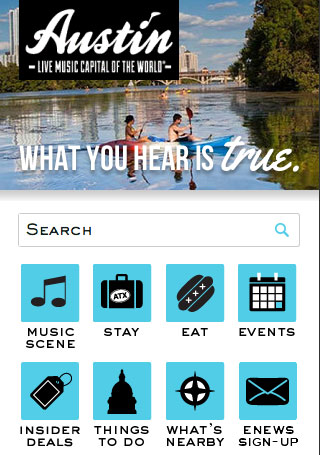 Austin
LIVE MUSIC CAPITAL OF THE WORLD®
WHAT YOU HEAR IS true.
SEARCH
ATX
MUSIC SCENE
STAY
EAT
EVENTS
INSIDER DEALS
THINGS TO DO
WHAT'S NEARBY
ENEWS SIGN-UP